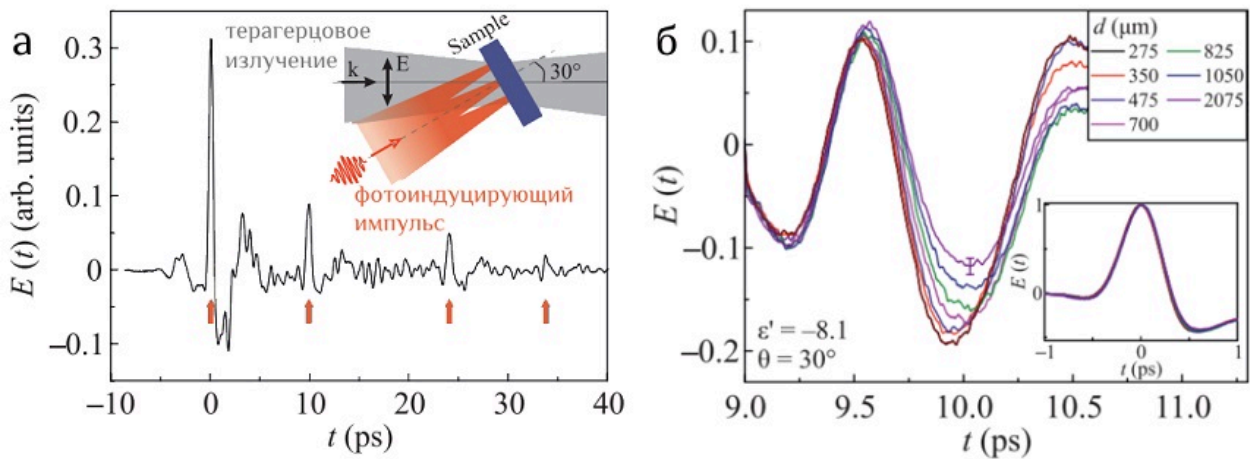 а
E (t) (arb. units)
0.3
0.2
0.1
0
−0.1
−10
0
10
20
30
40
t (ps)
терагерцовое
излучение
k
E
Sample
30°
фотоиндуцирующий
импульс
б
E (t)
0.1
0
−0.1
−0.2
9.0
9.5
10.0
10.5
11.0
t (ps)
d (μm)
275 825
350 1050
475 2075
700
ε' = −8.1
θ = 30°
E (t)
1
0
−1
0
1
t (ps)